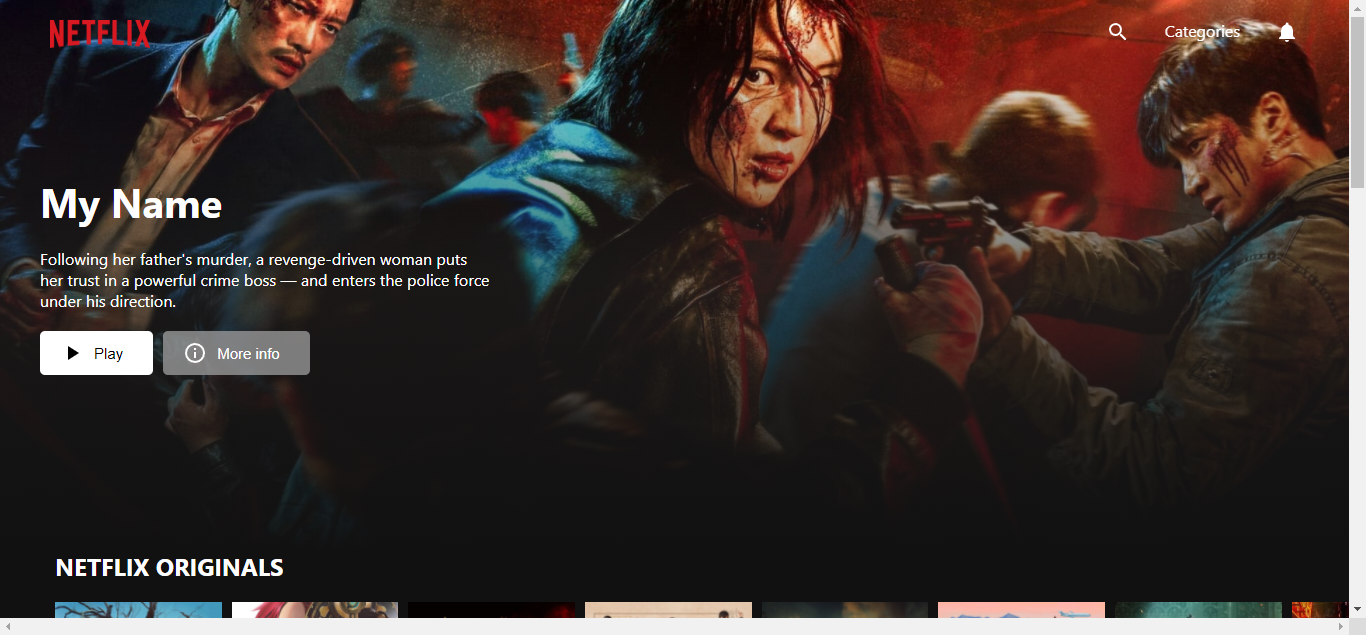 NETFLIX
Categories
My Name
Following her father's murder, a revenge-driven woman puts
her trust in a powerful crime boss — and enters the police force
under his direction.
Play
More info
NETFLIX ORIGINALS